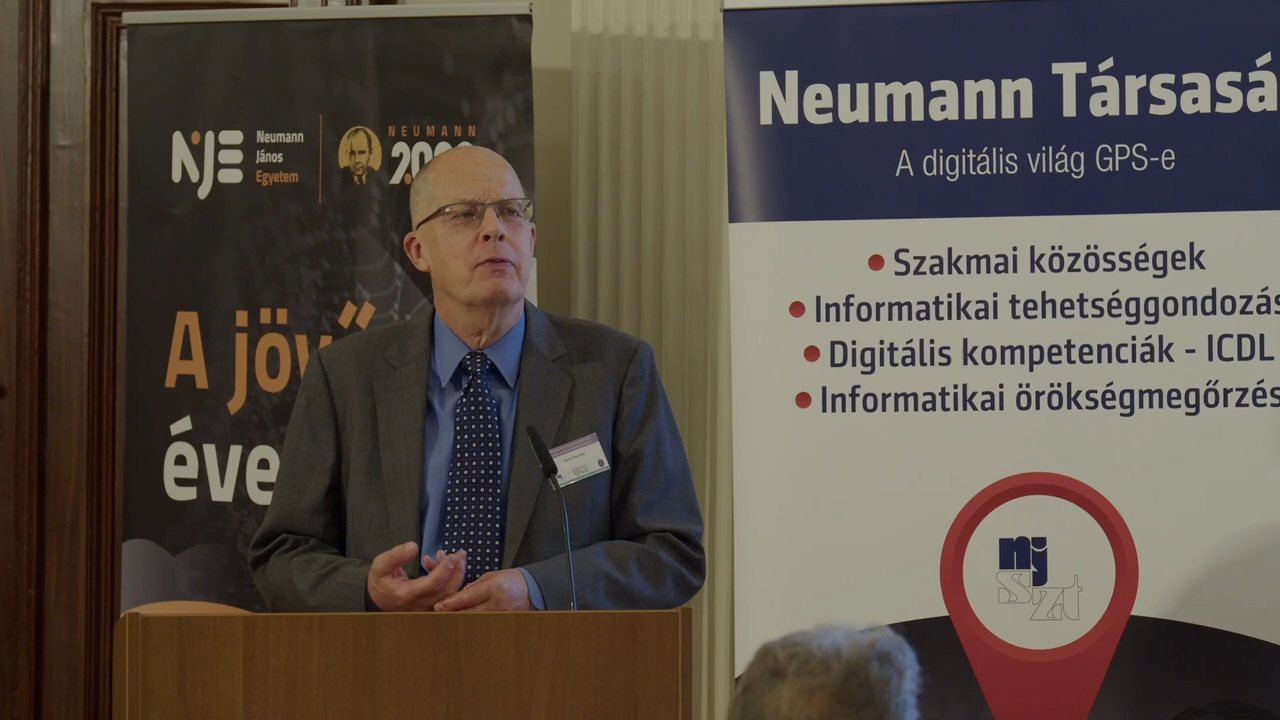 NJE
Neumann
János
Egyetem
NEUMANN
A jöv
éve
Neumann Társasá
A digitális világ GPS-e
Szakmai közösségek
Informatikai tehetséggondozás
Digitális kompetenciák - ICDL
Informatikai örökségmegőrzés
nj
szt